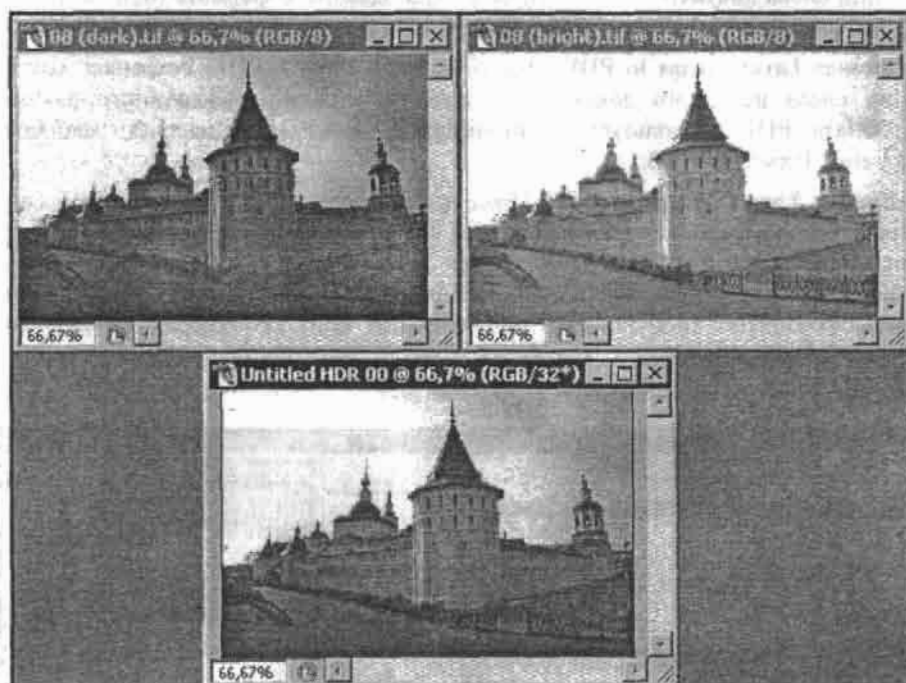 08 (dark).tif @ 66,7% (RGB/8)
08 (bright).tif @ 66,7% (RGB/8)
66,67%
66,67%
Untitled HDR 00 @ 66,7% (RGB/32*)
66,67%